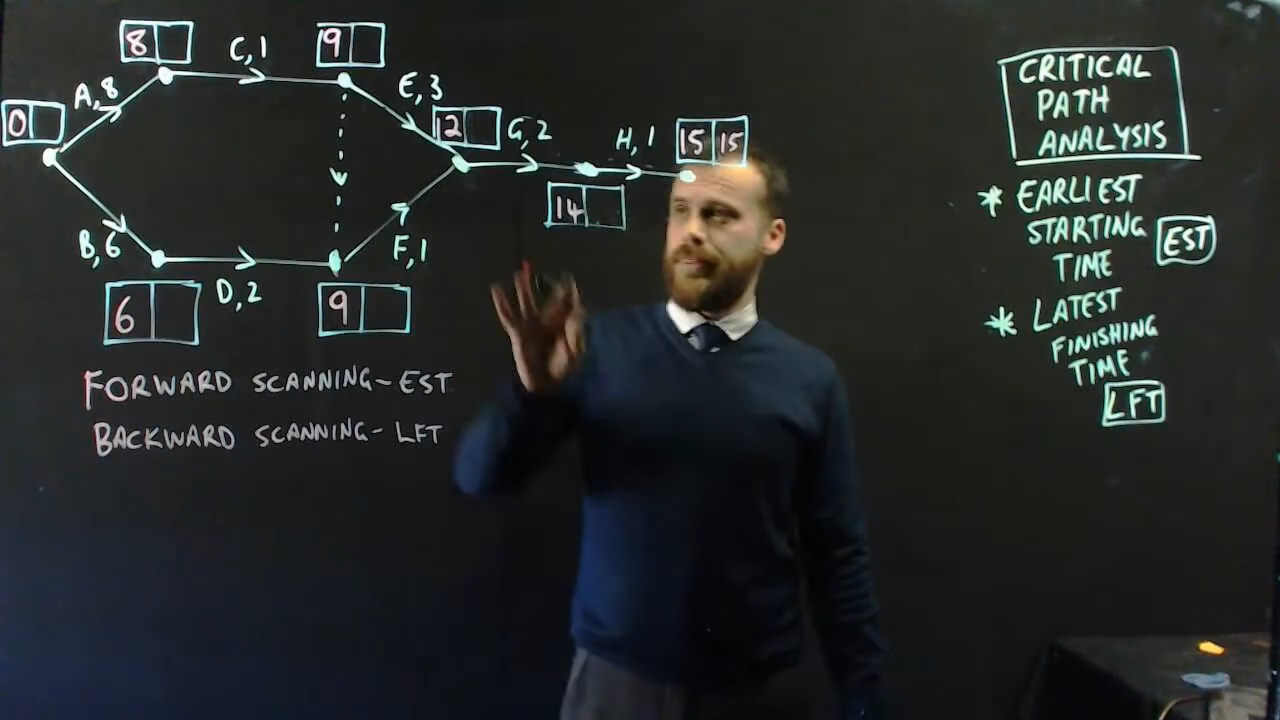 8
C,1
9
E,3
A,8
0
12
G,2
H,1
15 15
14
B,6
D,2
F,1
6
9
FORWARD SCANNING-EST
BACKWARD SCANNING-LFT
CRITICAL
PATH
ANALYSIS
* EARLIEST
STARTING
TIME
EST
* LATEST
FINISHING
TIME
LFT